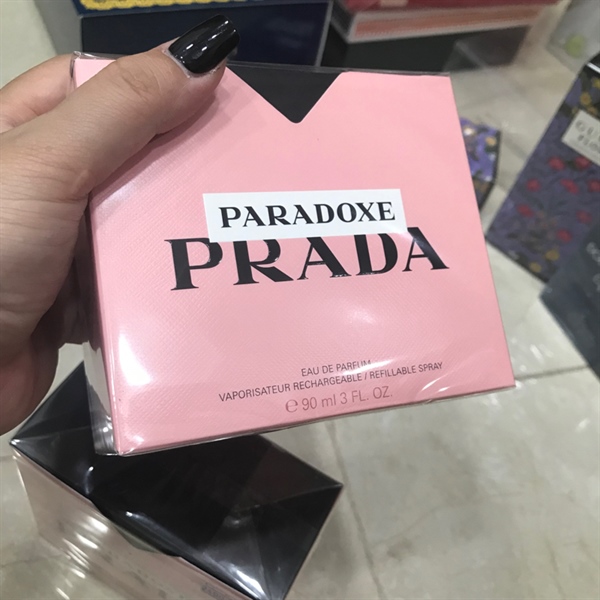 PARADOXE
PRADA
EAU DE PARFUM
VAPORISATEUR RECHARGEABLE / REFILLABLE SPRAY
℮ 90 ml 3 FL. OZ.